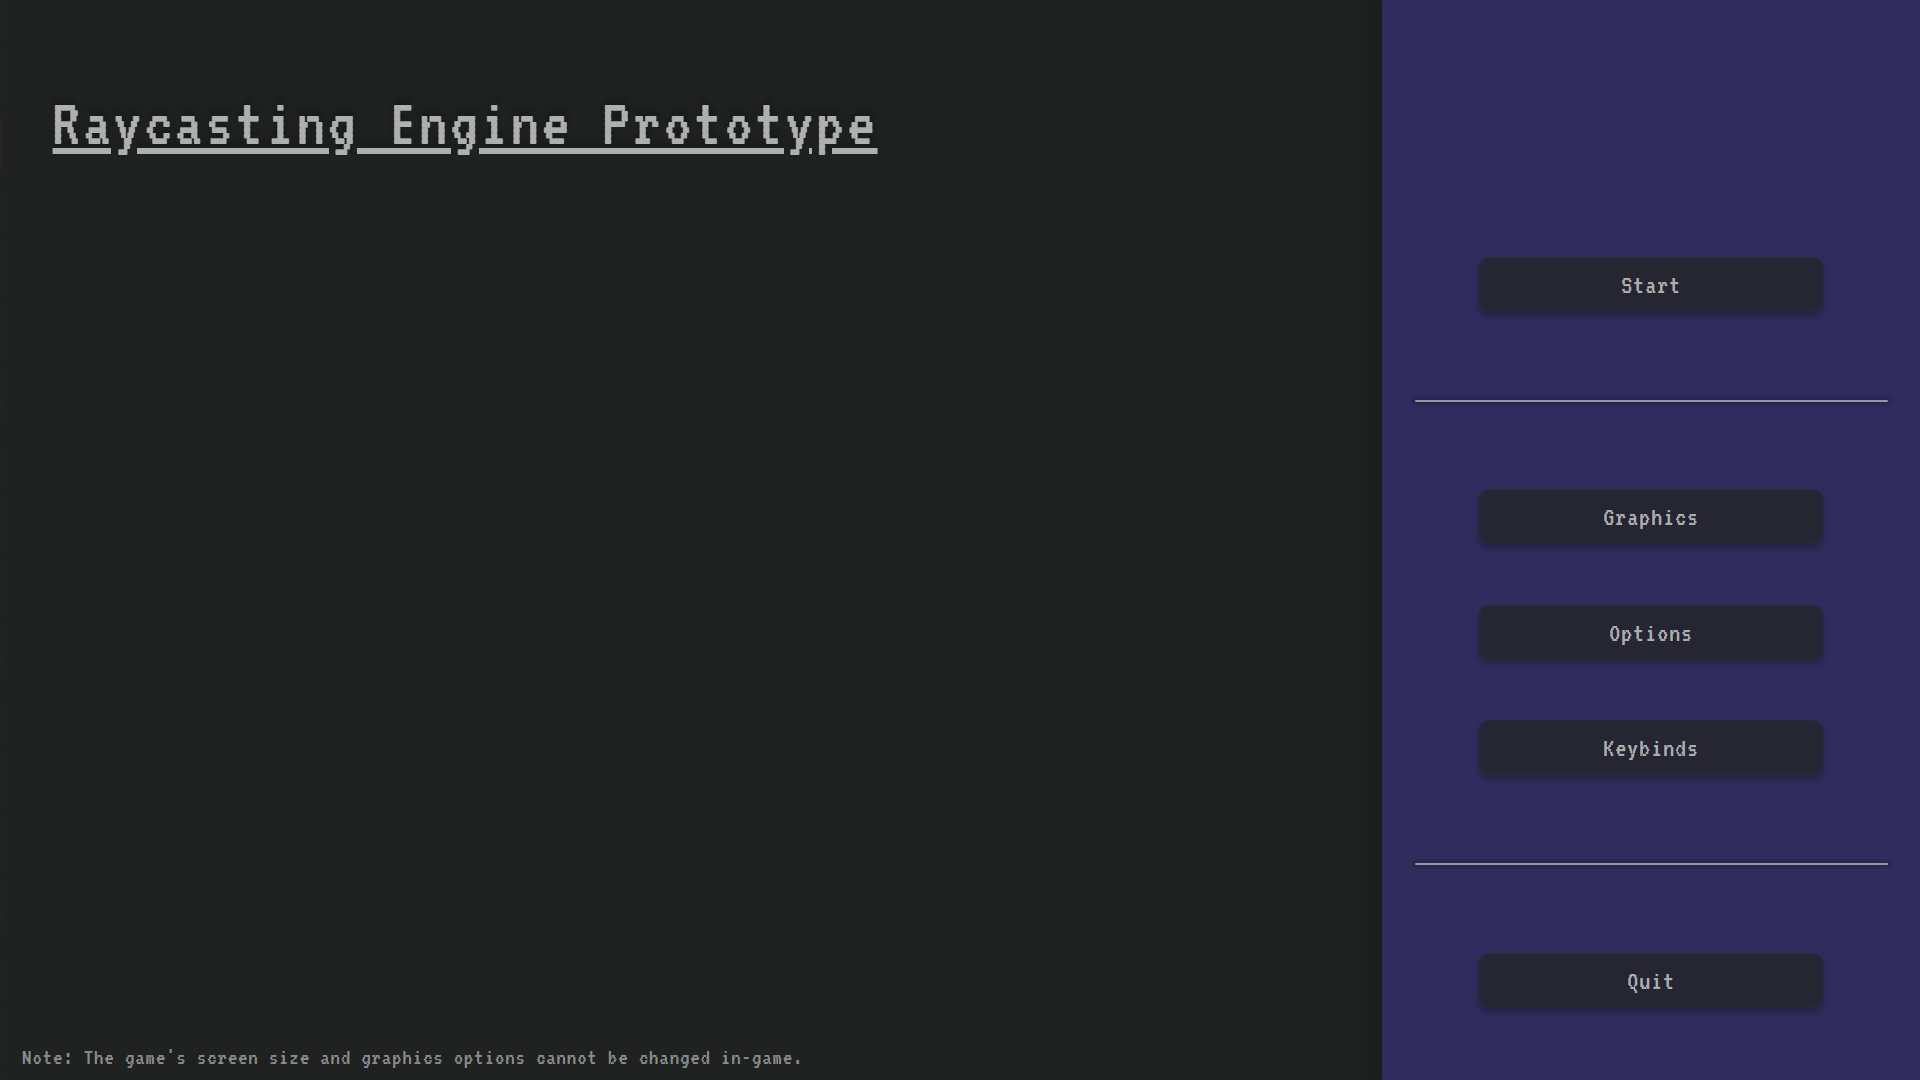 Raycasting Engine Prototype
Start
Graphics
Options
Keybinds
Quit
Note: The game's screen size and graphics options cannot be changed in-game.